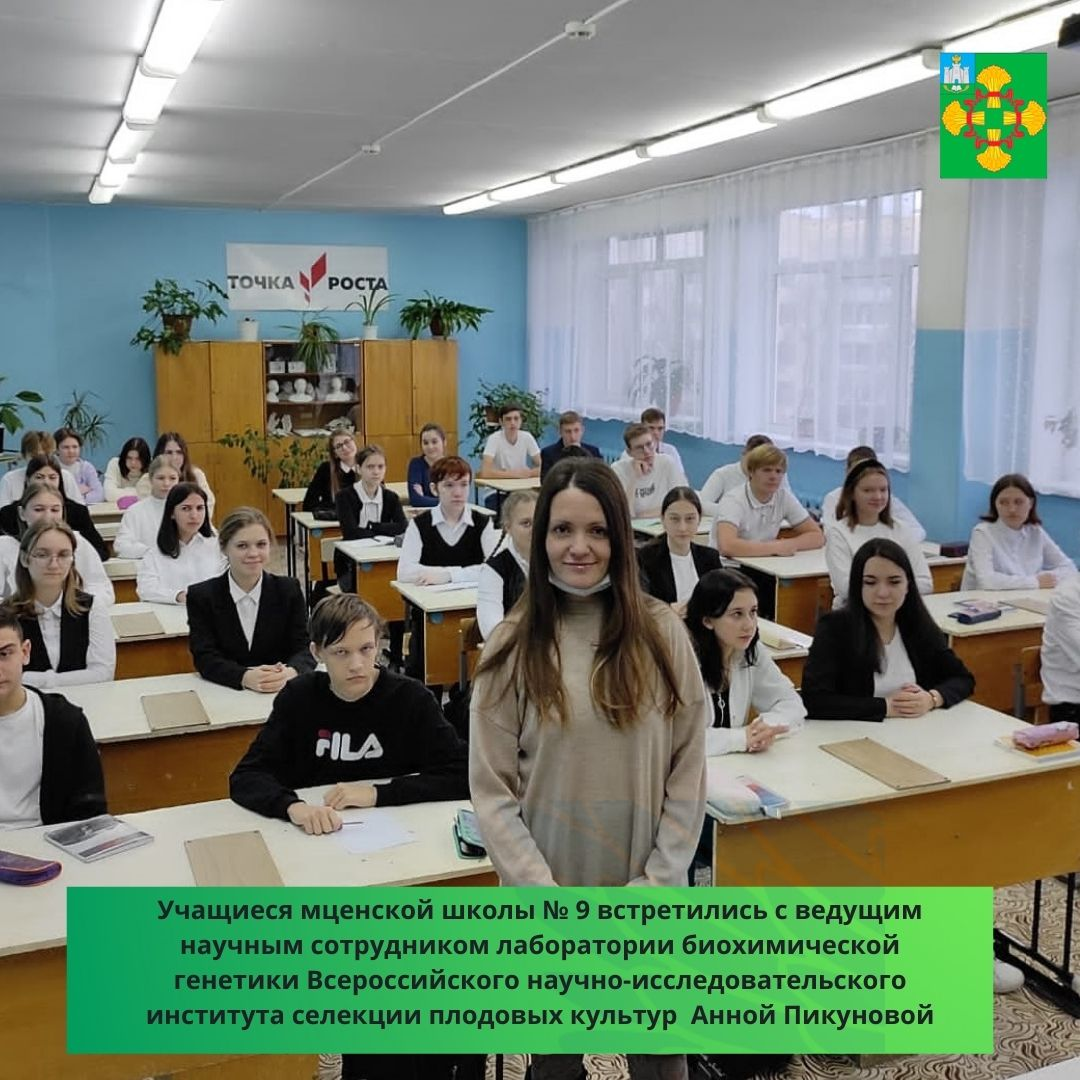 ТОЧКА РОСТА
FILA
Учащиеся мценской школы № 9 встретились с ведущим
научным сотрудником лаборатории биохимической
генетики Всероссийского научно-исследовательского
института селекции плодовых культур Анной Пикуновой